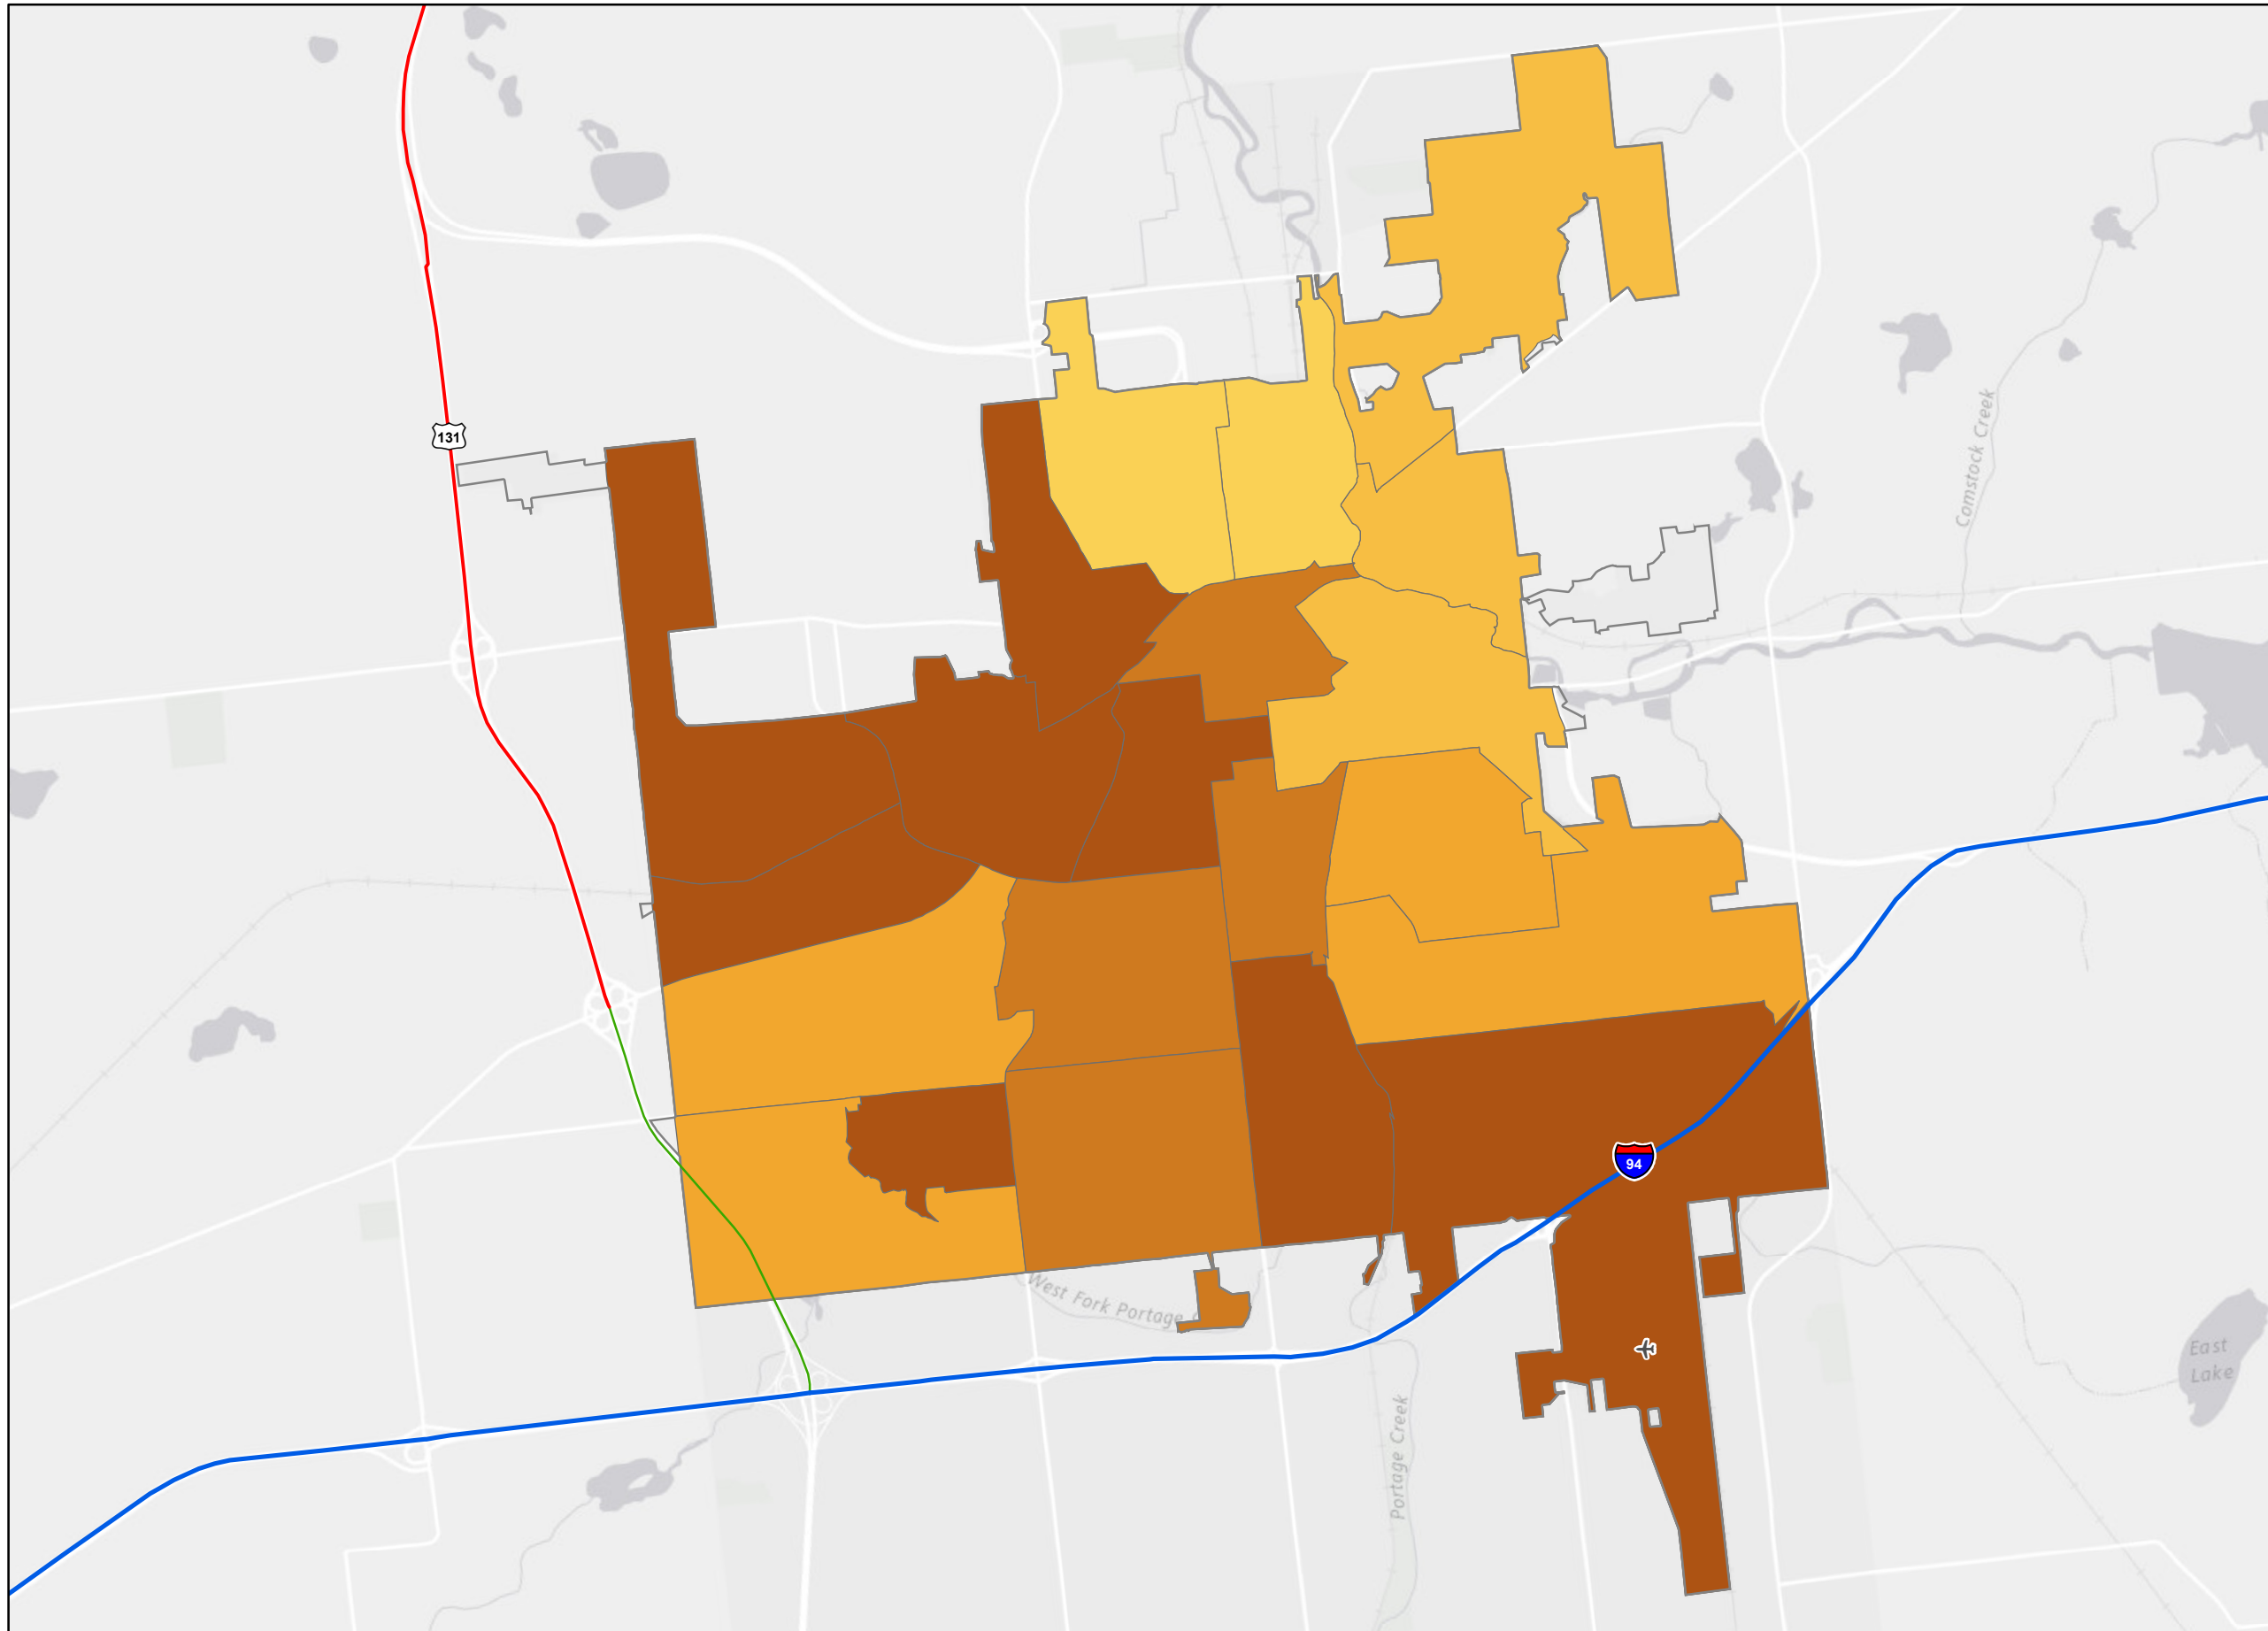 131
Comstock Creek
94
West Fork Portage
East
Lake
Portage Creek